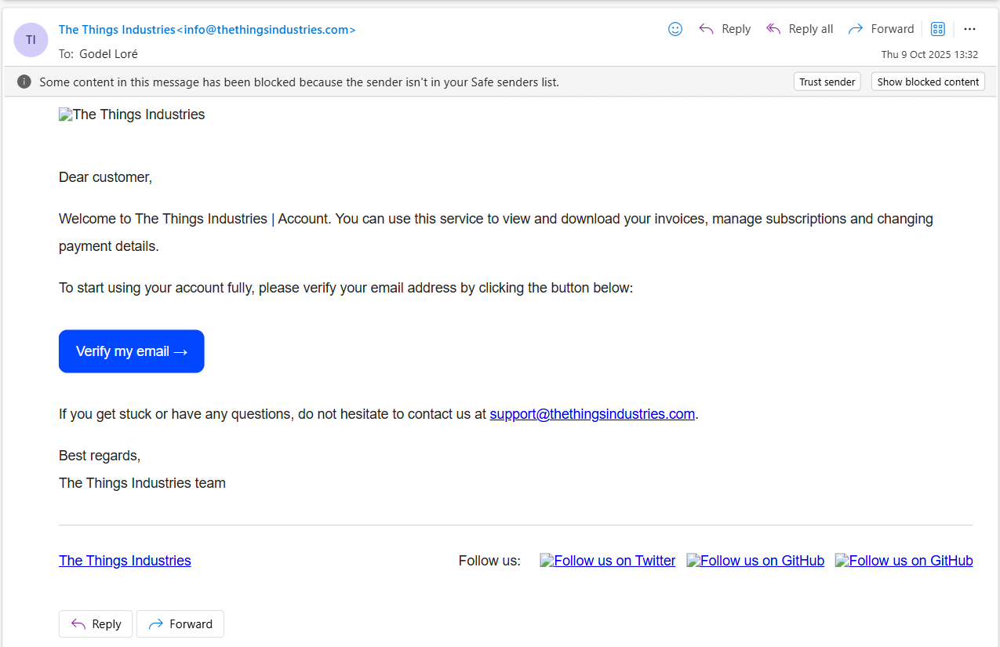 TI
The Things Industries<info@thethingsindustries.com>
Reply
Reply all
Forward
To: Godel Loré
Thu 9 Oct 2025 13:32
Some content in this message has been blocked because the sender isn't in your Safe senders list.
Trust sender
Show blocked content
The Things Industries
Dear customer,
Welcome to The Things Industries | Account. You can use this service to view and download your invoices, manage subscriptions and changing
payment details.
To start using your account fully, please verify your email address by clicking the button below:
Verify my email →
If you get stuck or have any questions, do not hesitate to contact us at support@thethingsindustries.com.
Best regards,
The Things Industries team
The Things Industries
Follow us: Follow us on Twitter Follow us on GitHub Follow us on GitHub
Reply
Forward